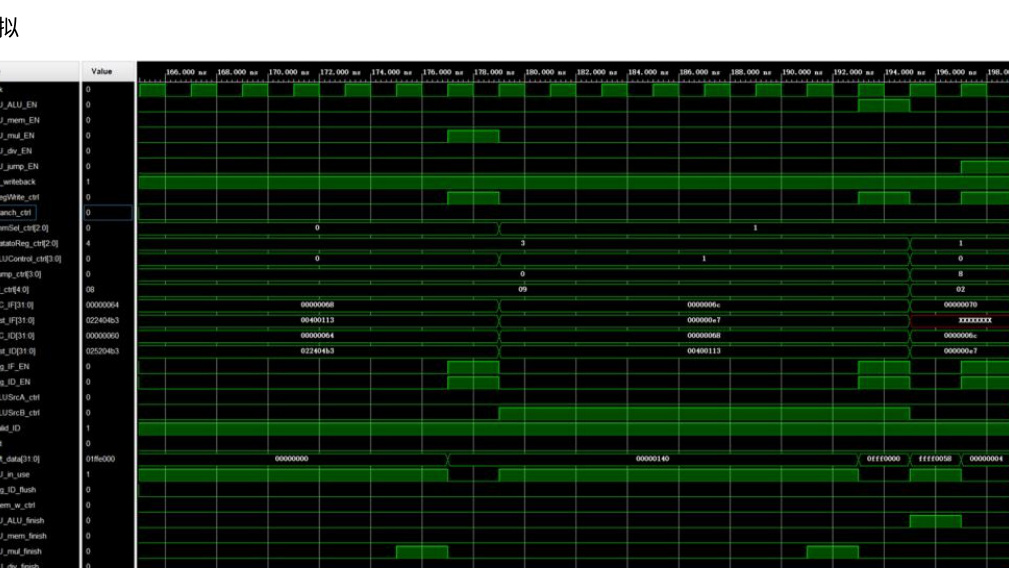 拟
Value
166.000 ns 168.000 ns 170.000 ns 172.000 ns 174.000 ns 176.000 ns 178.000 ns 180.000 ns 182.000 ns 184.000 ns 186.000 ns 188.000 ns 190.000 ns 192.000 ns 194.000 ns 196.000 ns 198.0
k 0
J_ALU_EN 0
J_mem_EN 0
J_mul_EN 0
J_div_EN 0
J_jump_EN 0
_writeback 1
egWrite_ctrl 0
anch_ctrl 0
mmSel_ctrl[2:0] 0 0 1
atatoReg_ctrl[2:0] 4 3 1
LUControl_ctrl[3:0] 0 0 1 0
ump_ctrl[3:0] 0 0 8
_ctrl[4:0] 08 09 02
C_IF[31:0] 00000064 00000068 0000006c 00000070
st_IF[31:0] 022404b3 00400113 000000e7 XXXXXXXX
C_ID[31:0] 00000060 00000064 00000068 0000006c
st_ID[31:0] 025204b3 022404b3 00400113 000000e7
g_IF_EN 0
g_ID_EN 0
LUSrcA_ctrl 0
LUSrcB_ctrl 0
lid_ID 1
t 0
t_data[31:0] 01ffe000 00000000 00000140 0fff0000 ffff0058 00000004
U_in_use 1
g_ID_flush 0
em_w_ctrl 0
J_ALU_finish 0
J_mem_finish 0
J_mul_finish 0
J_div_finish 0